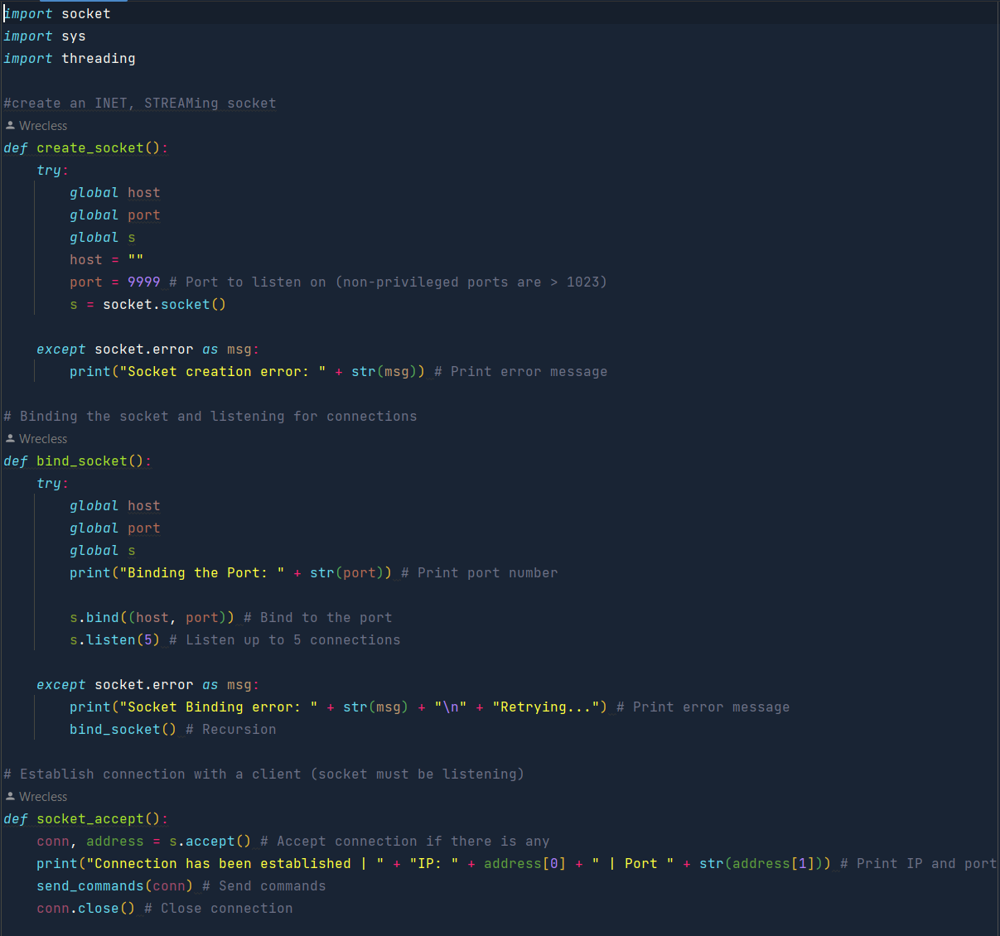 import socket
import sys
import threading
#create an INET, STREAMing socket
Wrecless
def create_socket():
    try:
        global host
        global port
        global s
        host = ""
        port = 9999 # Port to listen on (non-privileged ports are > 1023)
        s = socket.socket()
    except socket.error as msg:
        print("Socket creation error: " + str(msg)) # Print error message
# Binding the socket and listening for connections
Wrecless
def bind_socket():
    try:
        global host
        global port
        global s
        print("Binding the Port: " + str(port)) # Print port number
        s.bind((host, port)) # Bind to the port
        s.listen(5) # Listen up to 5 connections
    except socket.error as msg:
        print("Socket Binding error: " + str(msg) + "\n" + "Retrying...") # Print error message
        bind_socket() # Recursion
# Establish connection with a client (socket must be listening)
Wrecless
def socket_accept():
    conn, address = s.accept() # Accept connection if there is any
    print("Connection has been established | " + "IP: " + address[0] + " | Port " + str(address[1])) # Print IP and port
    send_commands(conn) # Send commands
    conn.close() # Close connection